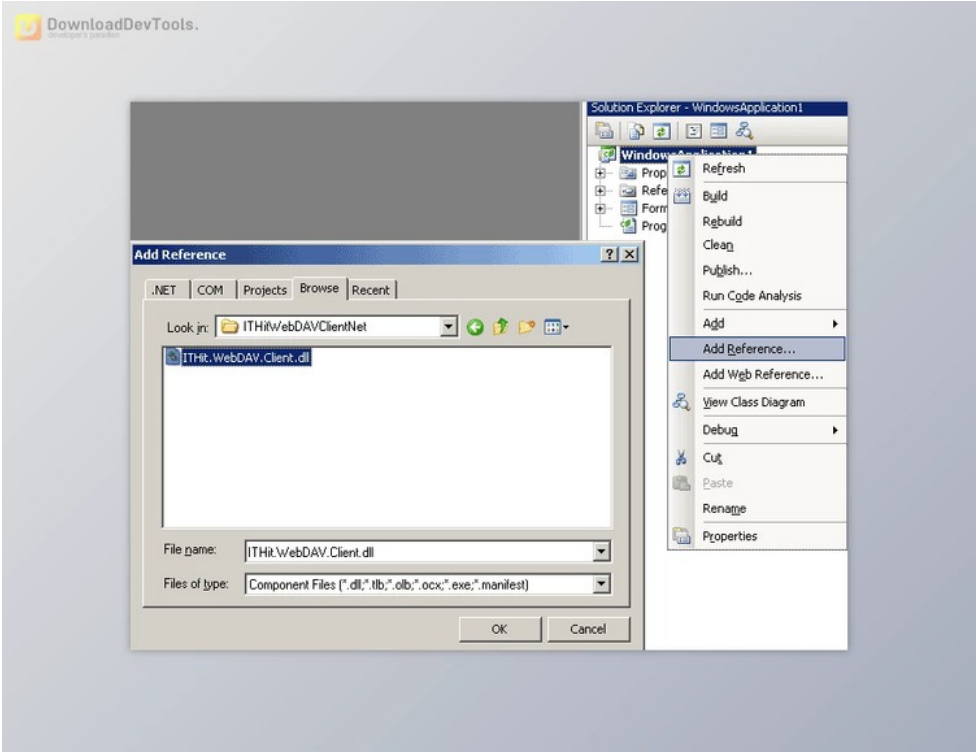 DownloadDevTools.
developer's paradise
Solution Explorer - WindowsApplication1
WindowsApplication1
Prop
Refe
Form
Prog
Refresh
Build
Rebuild
Clean
Publish...
Run Code Analysis
Add
Add Reference...
Add Web Reference...
View Class Diagram
Debug
Cut
Paste
Rename
Properties
Add Reference
.NET COM Projects Browse Recent
Look in: ITHitWebDAVClientNet
ITHit.WebDAV.Client.dll
File name: ITHit.WebDAV.Client.dll
Files of type: Component Files (*.dll;*.tlb;*.olb;*.ocx;*.exe;*.manifest)
OK Cancel